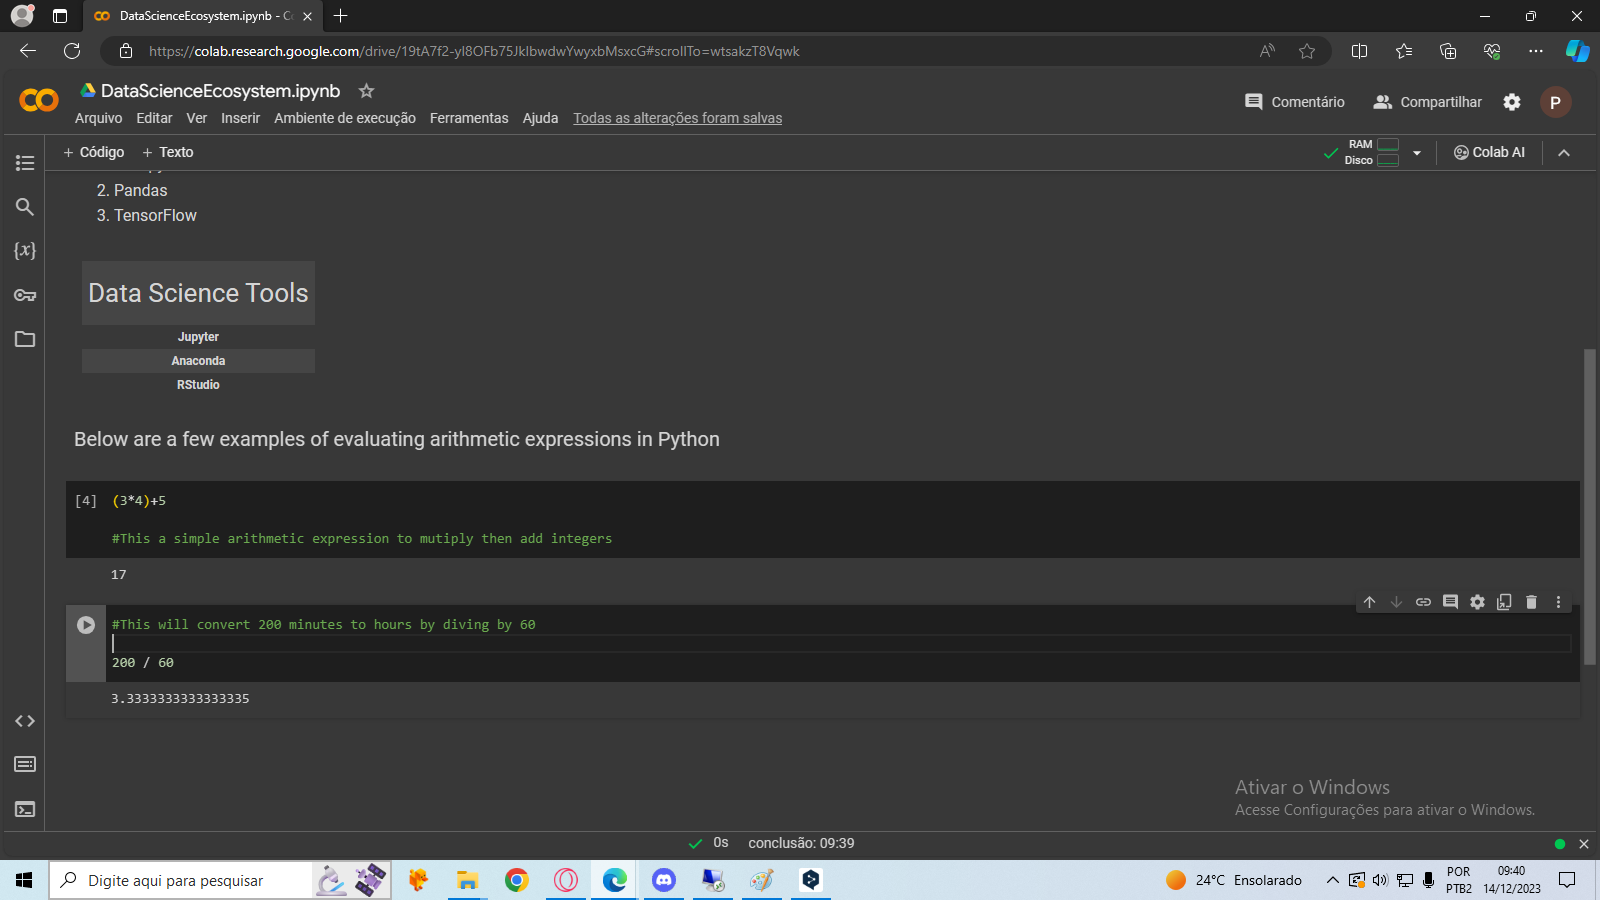 DataScienceEcosystem.ipynb - Co
https://colab.research.google.com/drive/19tA7f2-yI8OFb75JkIbwdwYwyxbMsxcG#scrollTo=wtsakzT8Vqwk
DataScienceEcosystem.ipynb
Comentário
Compartilhar
P
Arquivo Editar Ver Inserir Ambiente de execução Ferramentas Ajuda Todas as alterações foram salvas
+ Código + Texto
RAM
Disco
Colab AI
2. Pandas
3. TensorFlow
{x}
Data Science Tools
Jupyter
Anaconda
RStudio
Below are a few examples of evaluating arithmetic expressions in Python
[4] (3*4)+5
#This a simple arithmetic expression to mutiply then add integers
17
#This will convert 200 minutes to hours by diving by 60
200 / 60
3.3333333333333335
Ativar o Windows
Acesse Configurações para ativar o Windows.
0s conclusão: 09:39
Digite aqui para pesquisar
24°C Ensolarado
POR
PTB2
09:40
14/12/2023